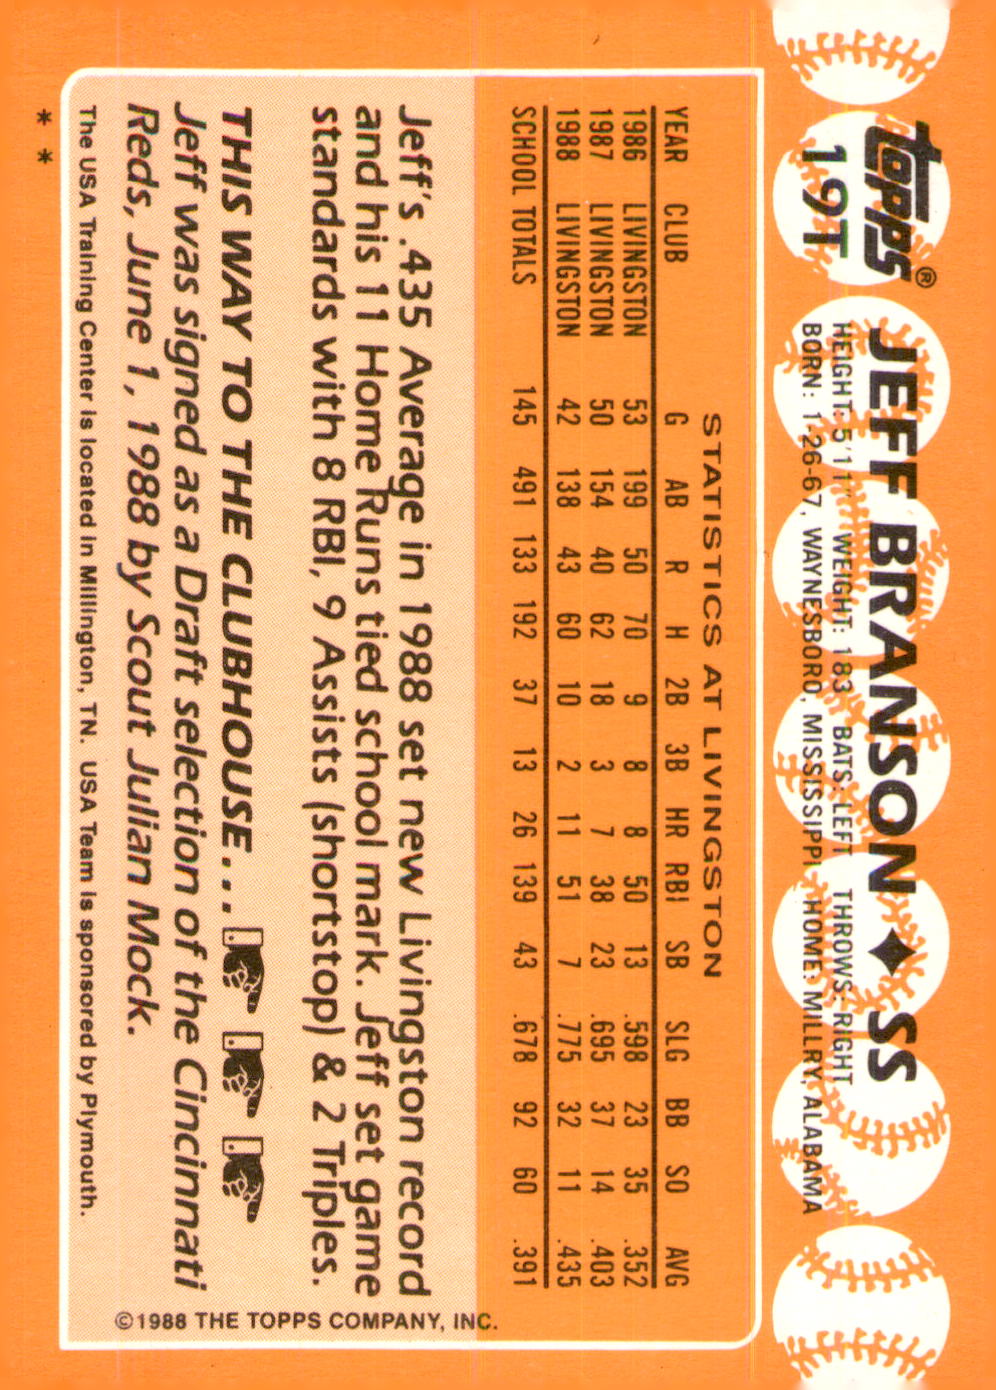 topps®
19T
JEFF BRANSON ♦ SS
HEIGHT: 5'11" WEIGHT: 183 BATS: LEFT THROWS: RIGHT
BORN: 1-26-67, WAYNESBORO, MISSISSIPPI HOME: MILLRY, ALABAMA
STATISTICS AT LIVINGSTON
YEAR CLUB G AB R H 2B 3B HR RBI SB SLG BB SO AVG
1986 LIVINGSTON 53 199 50 70 9 8 8 50 13 .598 23 35 .352
1987 LIVINGSTON 50 154 40 62 18 3 7 38 23 .695 37 14 .403
1988 LIVINGSTON 42 138 43 60 10 2 11 51 7 .775 32 11 .435
SCHOOL TOTALS 145 491 133 192 37 13 26 139 43 .678 92 60 .391
Jeff's .435 Average in 1988 set new Livingston record
and his 11 Home Runs tied school mark. Jeff set game
standards with 8 RBI, 9 Assists (shortstop) & 2 Triples.
THIS WAY TO THE CLUBHOUSE...
Jeff was signed as a Draft selection of the Cincinnati
Reds, June 1, 1988 by Scout Julian Mock.
The USA Training Center is located in Millington, TN. USA Team is sponsored by Plymouth.
©1988 THE TOPPS COMPANY, INC.
* *